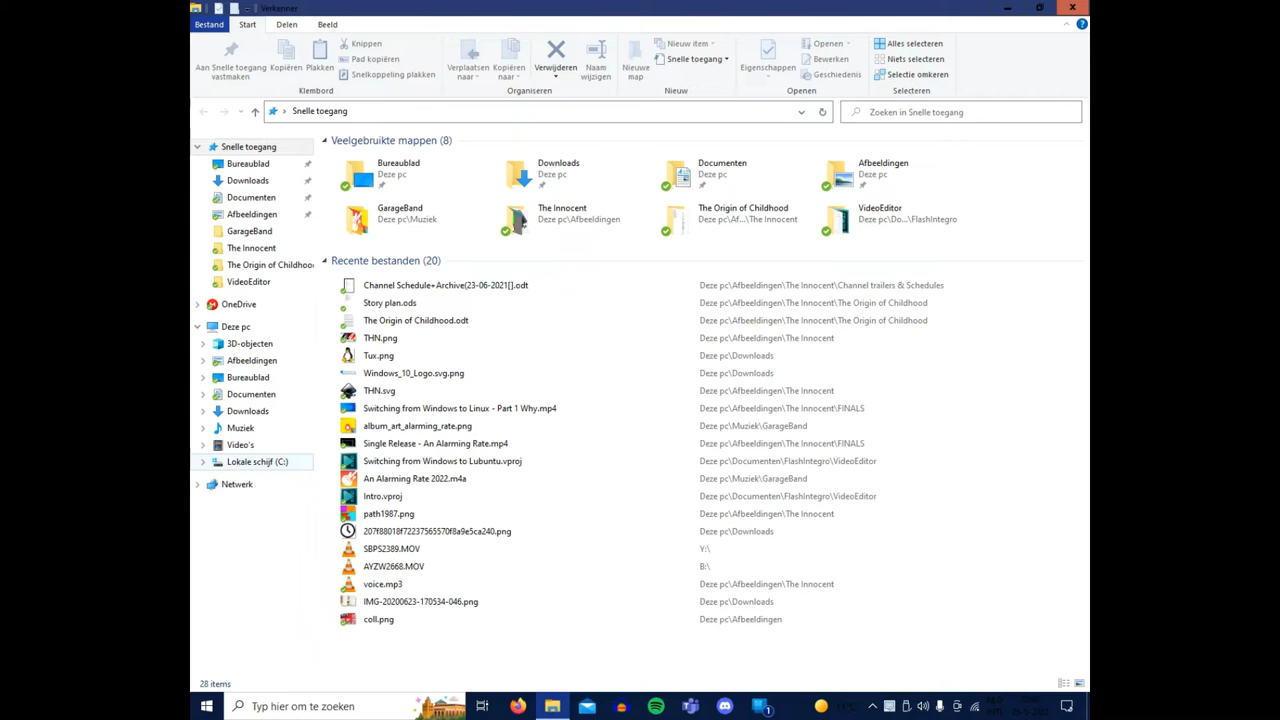 Verkenner
Bestand Start Delen Beeld
Aan Snelle toegang vastmaken
Kopiëren
Plakken
Knippen
Pad kopiëren
Snelkoppeling plakken
Klembord
Verplaatsen naar
Kopiëren naar
Verwijderen
Naam wijzigen
Organiseren
Nieuwe map
Nieuw item
Snelle toegang
Nieuw
Eigenschappen
Openen
Bewerken
Geschiedenis
Openen
Alles selecteren
Niets selecteren
Selectie omkeren
Selecteren
Snelle toegang
Zoeken in Snelle toegang
Snelle toegang
Bureaublad
Downloads
Documenten
Afbeeldingen
GarageBand
The Innocent
The Origin of Childhoo
VideoEditor
OneDrive
Deze pc
3D-objecten
Afbeeldingen
Bureaublad
Documenten
Downloads
Muziek
Video's
Lokale schijf (C:)
Netwerk
Veelgebruikte mappen (8)
Bureaublad
Deze pc
Downloads
Deze pc
Documenten
Deze pc
Afbeeldingen
Deze pc
GarageBand
Deze pc\Muziek
The Innocent
Deze pc\Afbeeldingen
The Origin of Childhood
Deze pc\Af...\The Innocent
VideoEditor
Deze pc\Do...\FlashIntegro
Recente bestanden (20)
Channel Schedule+Archive(23-06-2021[].odt Deze pc\Afbeeldingen\The Innocent\Channel trailers & Schedules
Story plan.ods Deze pc\Afbeeldingen\The Innocent\The Origin of Childhood
The Origin of Childhood.odt Deze pc\Afbeeldingen\The Innocent\The Origin of Childhood
THN.png Deze pc\Afbeeldingen\The Innocent
Tux.png Deze pc\Downloads
Windows_10_Logo.svg.png Deze pc\Downloads
THN.svg Deze pc\Afbeeldingen\The Innocent
Switching from Windows to Linux - Part 1 Why.mp4 Deze pc\Afbeeldingen\The Innocent\FINALS
album_art_alarming_rate.png Deze pc\Muziek\GarageBand
Single Release - An Alarming Rate.mp4 Deze pc\Afbeeldingen\The Innocent\FINALS
Switching from Windows to Lubuntu.vproj Deze pc\Documenten\FlashIntegro\VideoEditor
An Alarming Rate 2022.m4a Deze pc\Muziek\GarageBand
Intro.vproj Deze pc\Documenten\FlashIntegro\VideoEditor
path1987.png Deze pc\Afbeeldingen\The Innocent
207f88018f72237565570f8a9e5ca240.png Deze pc\Downloads
SBPS2389.MOV Y:\
AYZW2668.MOV B:\
voice.mp3 Deze pc\Afbeeldingen\The Innocent
IMG-20200623-170534-046.png Deze pc\Downloads
coll.png Deze pc\Afbeeldingen
28 items
Typ hier om te zoeken